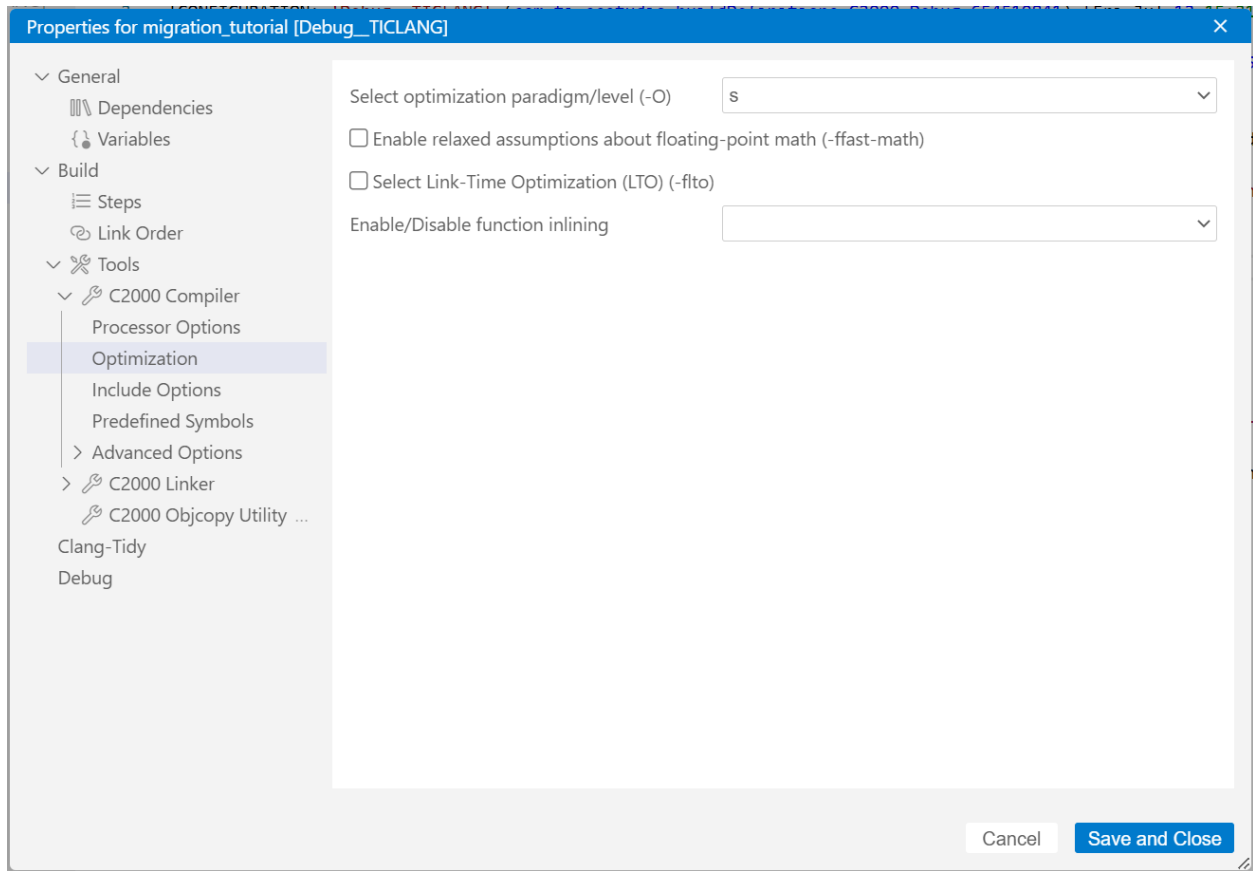 Properties for migration_tutorial [Debug__TICLANG]
General
Dependencies
Variables
Build
Steps
Link Order
Tools
C2000 Compiler
Processor Options
Optimization
Include Options
Predefined Symbols
Advanced Options
C2000 Linker
C2000 Objcopy Utility ...
Clang-Tidy
Debug
Select optimization paradigm/level (-O)
s
Enable relaxed assumptions about floating-point math (-ffast-math)
Select Link-Time Optimization (LTO) (-flto)
Enable/Disable function inlining
Cancel
Save and Close